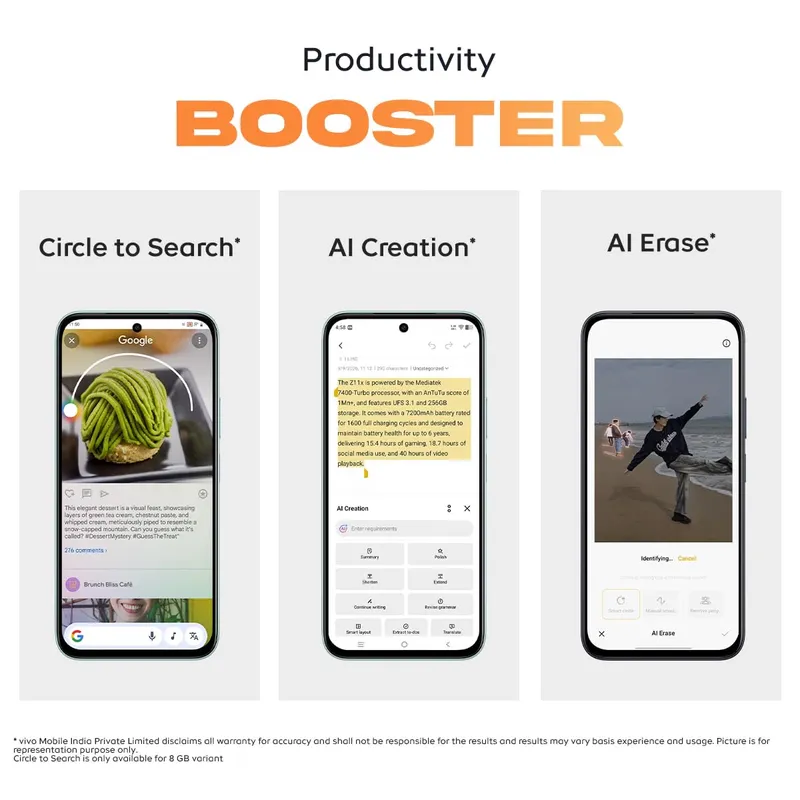 Productivity
BOOSTER
Circle to Search*
AI Creation*
AI Erase*
Google
This elegant dessert is a visual feast, showcasing
layers of green tea cream, chestnut paste, and
whipped cream, meticulously piped to resemble a
snow-capped mountain. Can you guess what it's
called? #DessertMystery #GuessTheTreat"
276 comments ›
Brunch Bliss Café
4:58
The Z11x is powered by the Mediatek
7400-Turbo processor, with an AnTuTu score of
1Mn+, and features UFS 3.1 and 256GB
storage. It comes with a 7200mAh battery rated
for 1600 full charging cycles and designed to
maintain battery health for up to 6 years,
delivering 15.4 hours of gaming, 18.7 hours of
social media use, and 40 hours of video
playback.
AI Creation
Enter requirements
Summary
Polish
Shorten
Extend
Continue writing
Revise grammar
Smart layout
Extract to-dos
Translate
Identifying... Cancel
AI Erase
* vivo Mobile India Private Limited disclaims all warranty for accuracy and shall not be responsible for the results and results may vary basis experience and usage. Picture is for
representation purpose only.
Circle to Search is only available for 8 GB variant